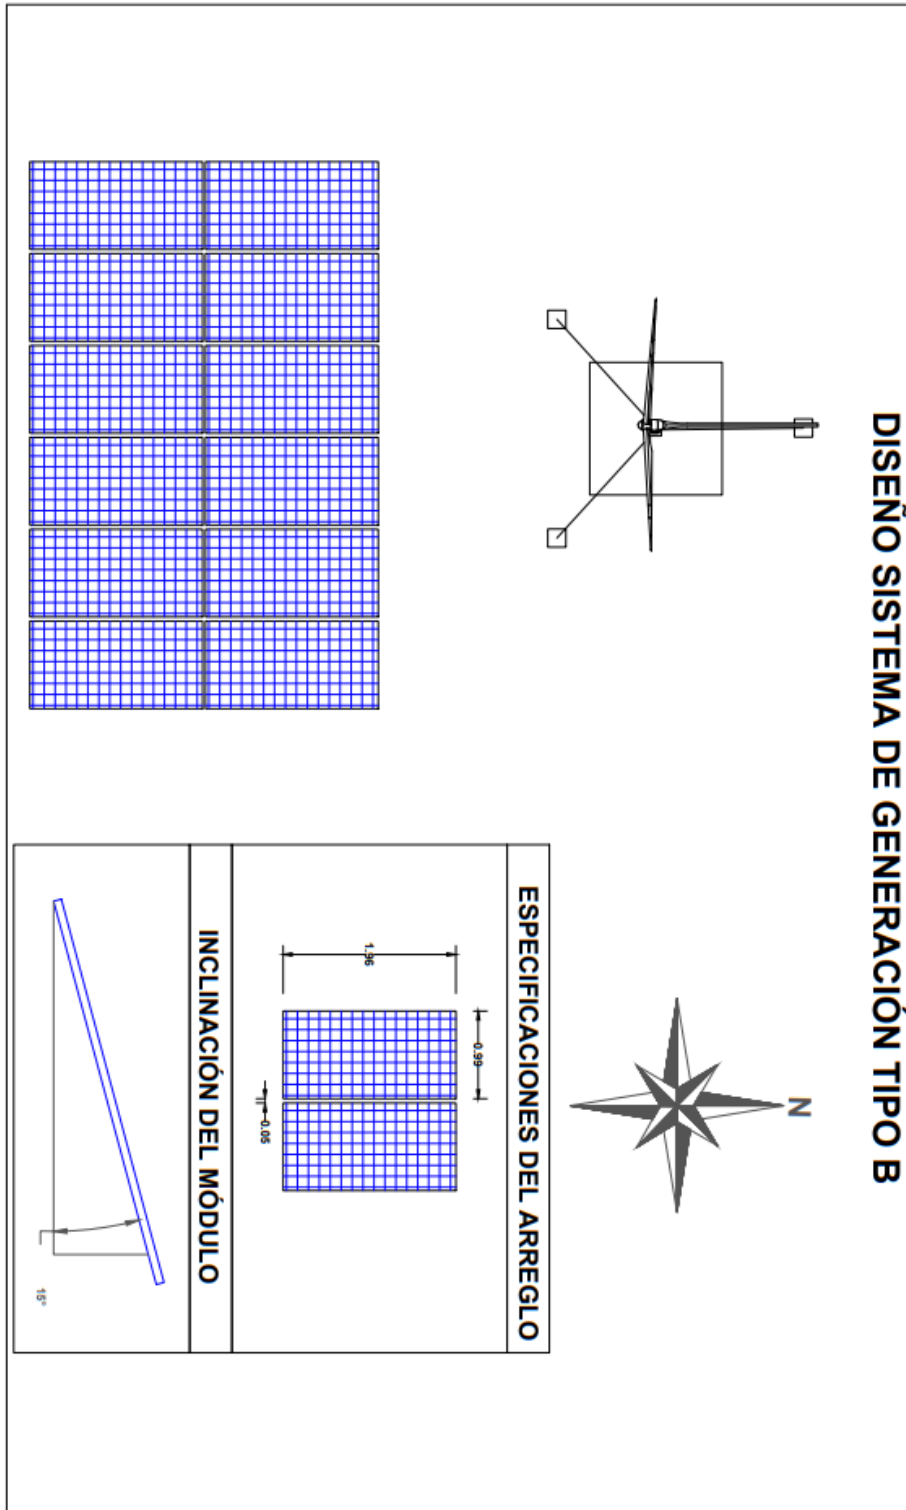 DISEÑO SISTEMA DE GENERACIÓN TIPO B
N
ESPECIFICACIONES DEL ARREGLO
0.99
1.96
0.05
INCLINACIÓN DEL MÓDULO
15°